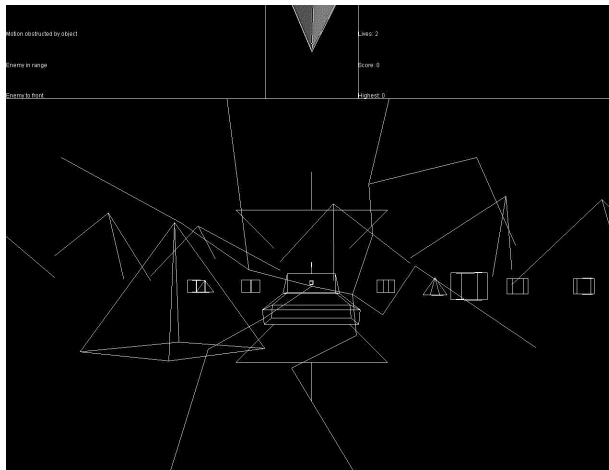 Motion obstructed by object
Enemy in range
Enemy to front
Lives: 2
Score: 0
Highest: 0